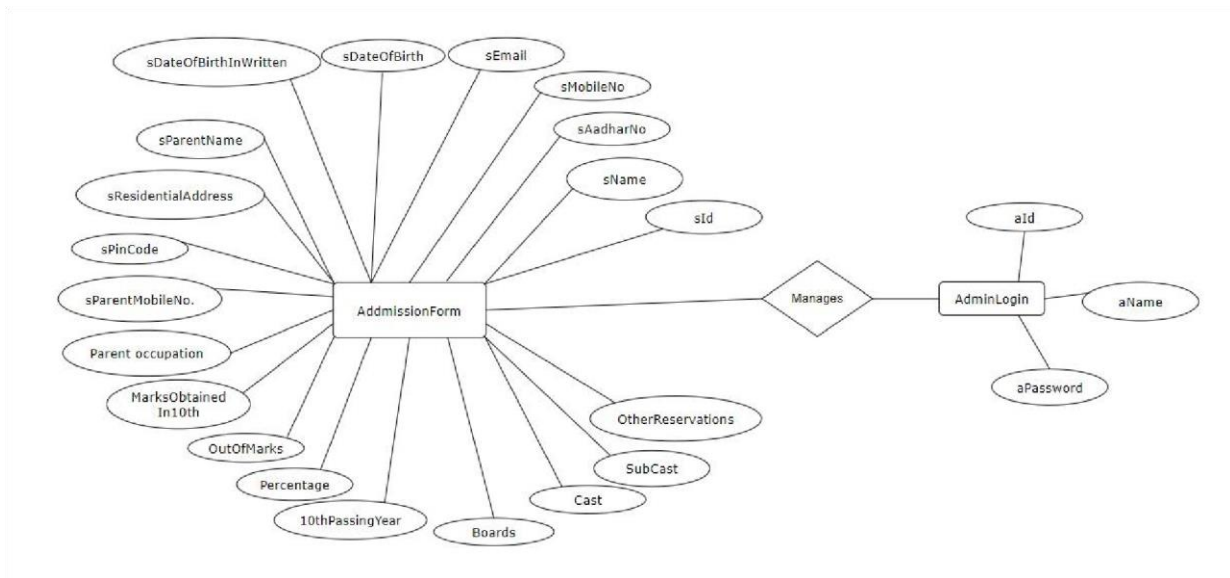 sDateOfBirthInWritten
sDateOfBirth
sEmail
sMobileNo
sAadharNo
sParentName
sName
sResidentialAddress
sId
aId
sPinCode
sParentMobileNo.
AddmissionForm
Manages
AdminLogin
aName
Parent occupation
MarksObtained
In10th
aPassword
OtherReservations
OutOfMarks
SubCast
Percentage
Cast
10thPassingYear
Boards